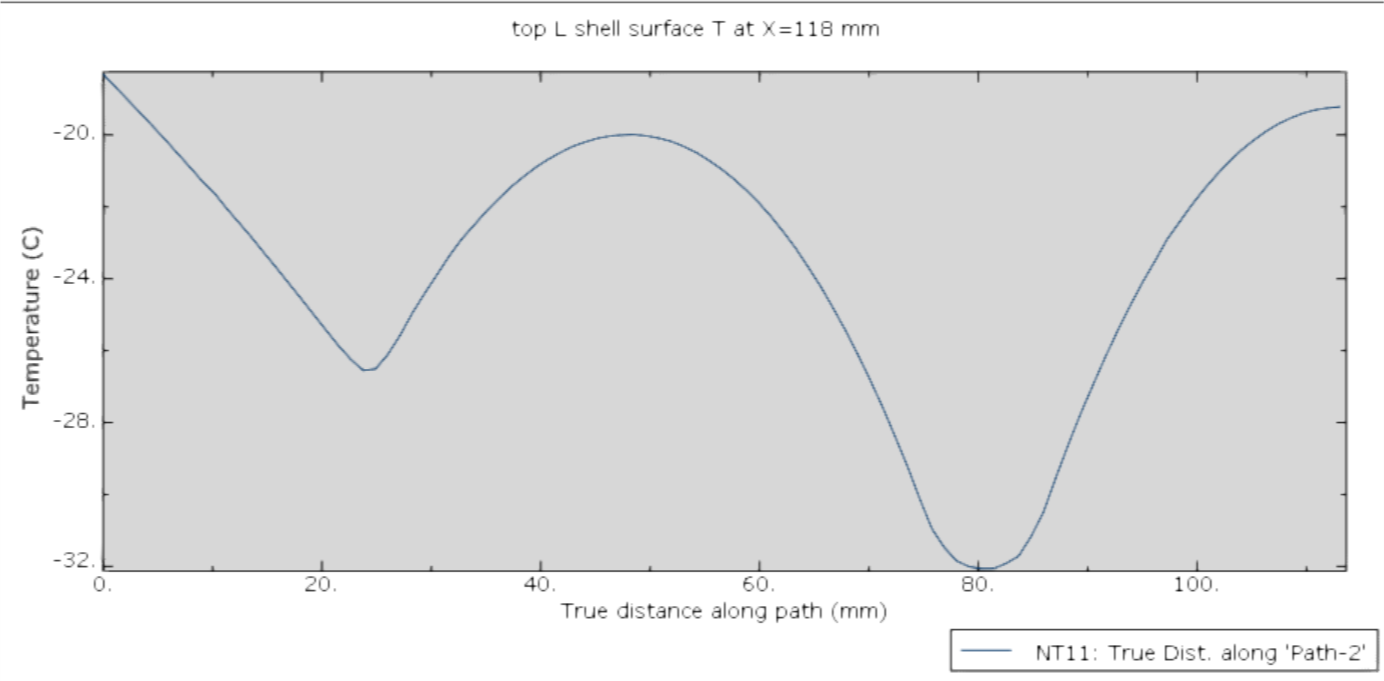 top L shell surface T at X=118 mm
Temperature (C)
-20.
-24.
-28.
-32.
0. 20. 40. 60. 80. 100.
True distance along path (mm)
NT11: True Dist. along 'Path-2'